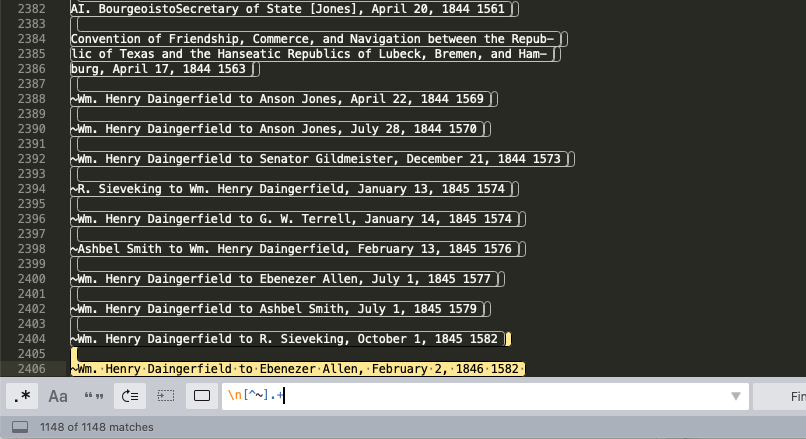 2382 AI. BourgeoistoSecretary of State [Jones], April 20, 1844 1561
2383
2384 Convention of Friendship, Commerce, and Navigation between the Repub—
2385 lic of Texas and the Hanseatic Republics of Lubeck, Bremen, and Ham—
2386 burg, April 17, 1844 1563
2387
2388 ~Wm. Henry Daingerfield to Anson Jones, April 22, 1844 1569
2389
2390 ~Wm. Henry Daingerfield to Anson Jones, July 28, 1844 1570
2391
2392 ~Wm. Henry Daingerfield to Senator Gildmeister, December 21, 1844 1573
2393
2394 ~R. Sieveking to Wm. Henry Daingerfield, January 13, 1845 1574
2395
2396 ~Wm. Henry Daingerfield to G. W. Terrell, January 14, 1845 1574
2397
2398 ~Ashbel Smith to Wm. Henry Daingerfield, February 13, 1845 1576
2399
2400 ~Wm. Henry Daingerfield to Ebenezer Allen, July 1, 1845 1577
2401
2402 ~Wm. Henry Daingerfield to Ashbel Smith, July 1, 1845 1579
2403
2404 ~Wm. Henry Daingerfield to R. Sieveking, October 1, 1845 1582
2405
2406 ~Wm. Henry Daingerfield to Ebenezer Allen, February 2, 1846 1582
.* Aa “” \n[^~].+ Fin
1148 of 1148 matches